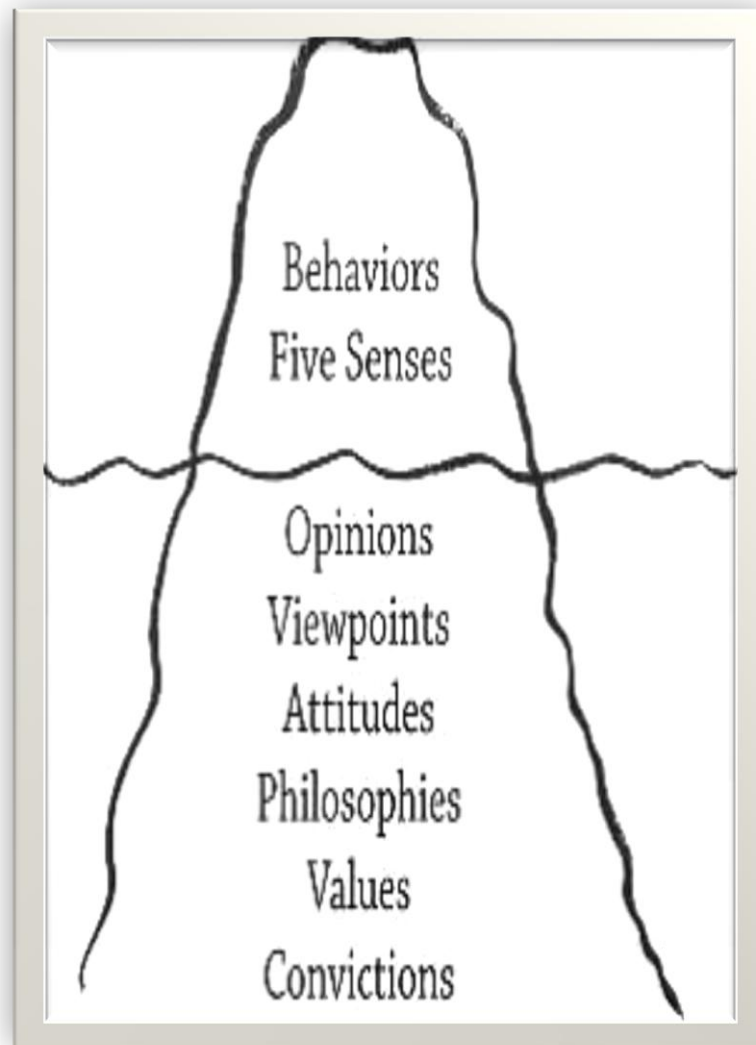 Behaviors
Five Senses
Opinions
Viewpoints
Attitudes
Philosophies
Values
Convictions